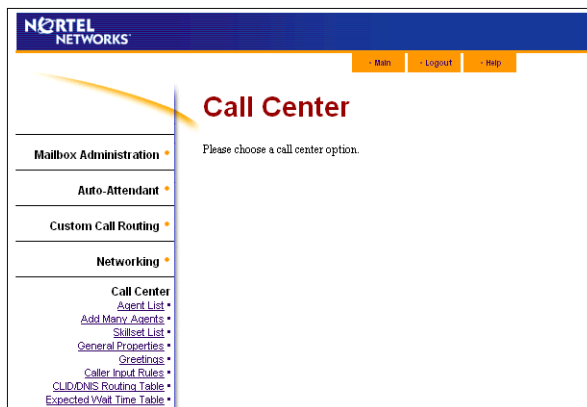 NORTEL
NETWORKS
· Main · Logout · Help
Call Center
Please choose a call center option.
Mailbox Administration
Auto-Attendant
Custom Call Routing
Networking
Call Center
Agent List
Add Many Agents
Skillset List
General Properties
Greetings
Caller Input Rules
CLID/DNIS Routing Table
Expected Wait Time Table